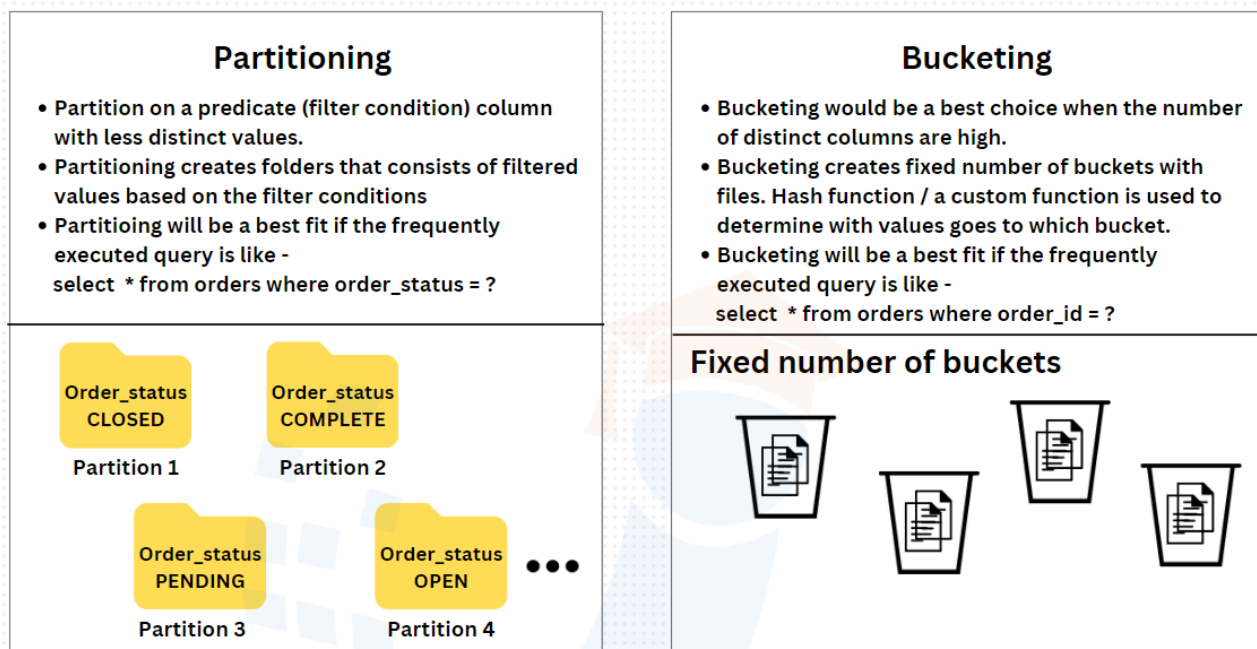 Partitioning
• Partition on a predicate (filter condition) column
with less distinct values.
• Partitioning creates folders that consists of filtered
values based on the filter conditions
• Partitioing will be a best fit if the frequently
executed query is like -
select * from orders where order_status = ?
Order_status
CLOSED
Partition 1
Order_status
COMPLETE
Partition 2
Order_status
PENDING
Partition 3
Order_status
OPEN
Partition 4
•••
Bucketing
• Bucketing would be a best choice when the number
of distinct columns are high.
• Bucketing creates fixed number of buckets with
files. Hash function / a custom function is used to
determine with values goes to which bucket.
• Bucketing will be a best fit if the frequently
executed query is like -
select * from orders where order_id = ?
Fixed number of buckets